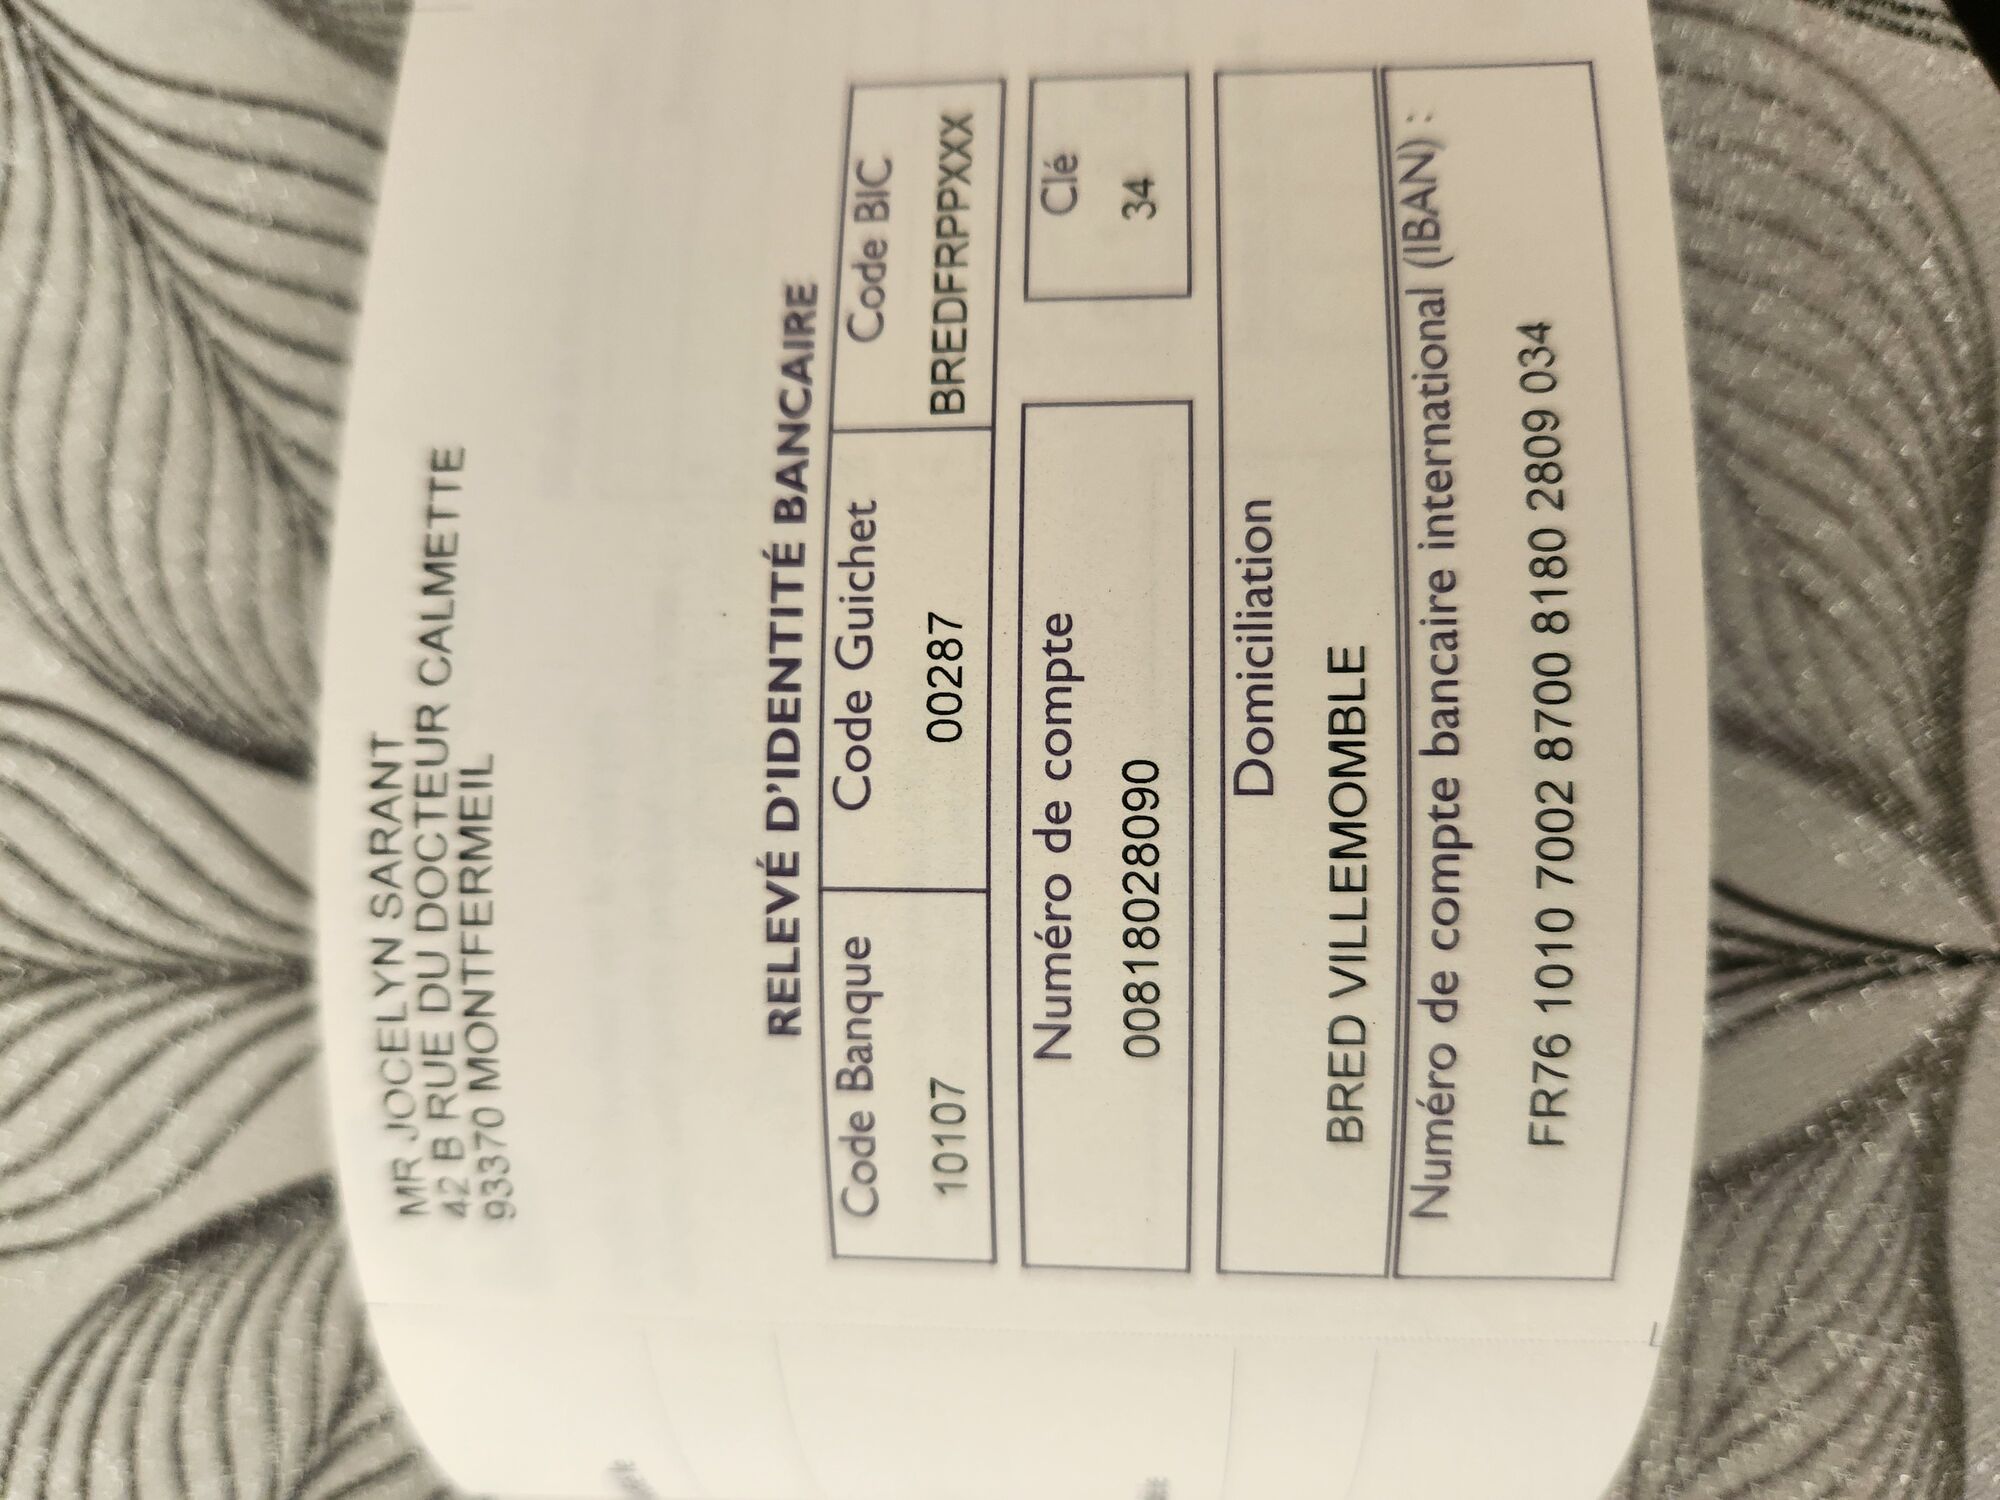 MR JOCELYN SARANT
42 B RUE DU DOCTEUR CALMETTE
93370 MONTFERMEIL
RELEVÉ D'IDENTITÉ BANCAIRE
Code Banque Code Guichet Code BIC
10107 00287 BREDFRPPXXX
Numéro de compte Clé
00818028090 34
Domiciliation
BRED VILLEMOMBLE
Numéro de compte bancaire international (IBAN) :
FR76 1010 7002 8700 8180 2809 034